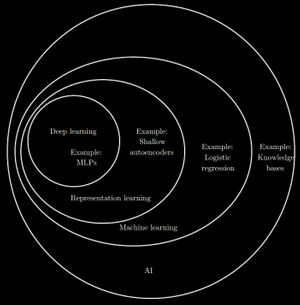 Deep learning
Example:
MLPs
Example:
Shallow
autoencoders
Example:
Logistic
regression
Example:
Knowledge
bases
Representation learning
Machine learning
AI